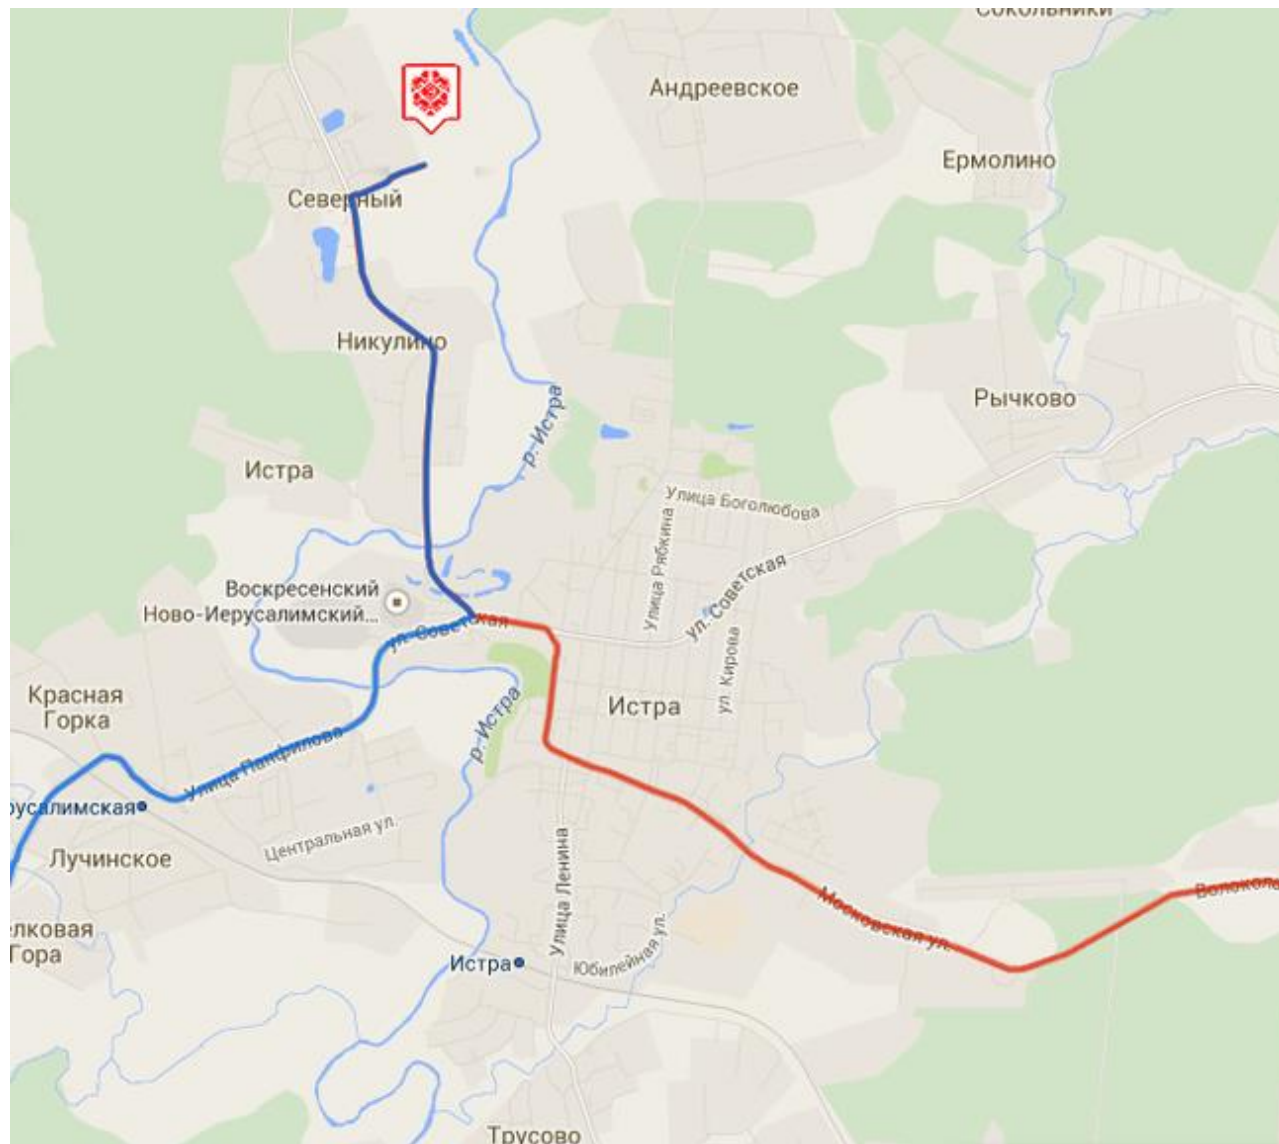 Сокольники
Андреевское
Ермолино
Северный
Никулино
Рычково
р. Истра
Истра
Улица Боголюбова
Улица Рябкина
ул. Советская
Воскресенский
Ново-Иерусалимский...
ул. Советская
ул. Кирова
Красная
Горка
Истра
р. Истра
Улица Панфилова
русалимская
Центральная ул.
Лучинское
Улица Ленина
Московская ул.
Волокола
елковая
Гора
Юбилейная ул.
Истра
Трусово